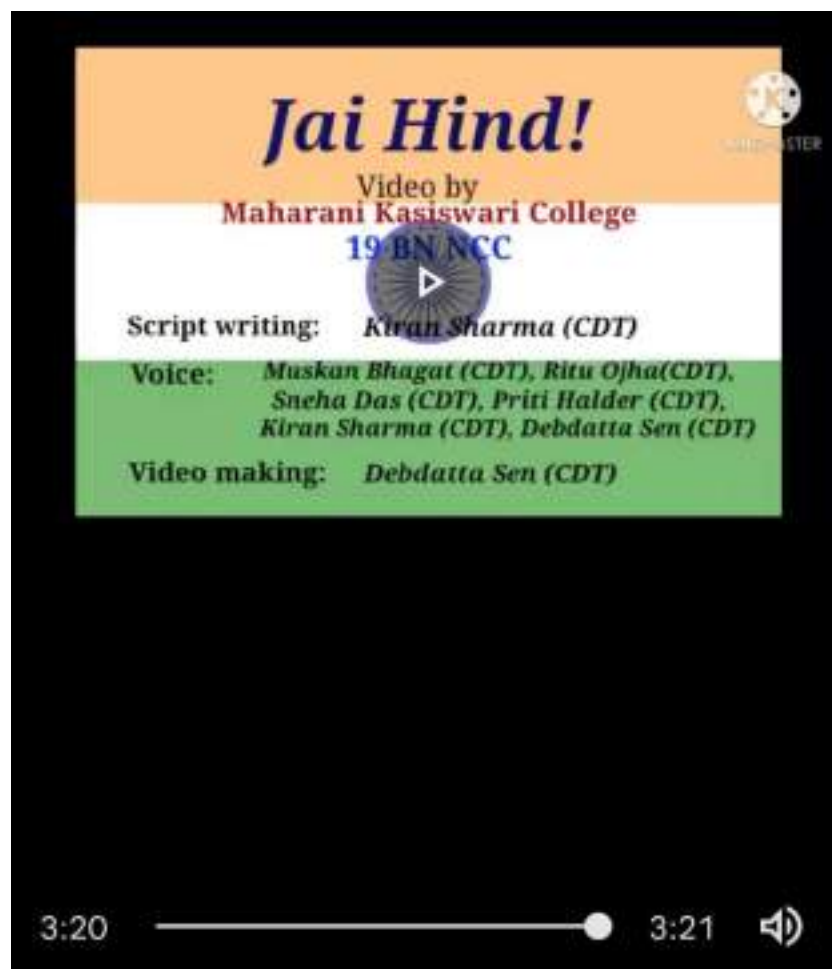 Jai Hind!
Video by
Maharani Kasiswari College
19 BN NCC
Script writing: Kiran Sharma (CDT)
Voice: Muskan Bhagat (CDT), Ritu Ojha(CDT),
Sneha Das (CDT), Priti Halder (CDT),
Kiran Sharma (CDT), Debdatta Sen (CDT)
Video making: Debdatta Sen (CDT)
3:20 3:21